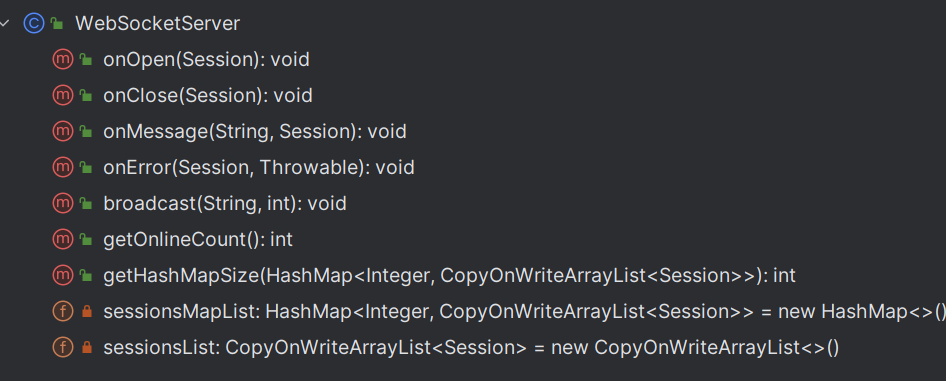 WebSocketServer
onOpen(Session): void
onClose(Session): void
onMessage(String, Session): void
onError(Session, Throwable): void
broadcast(String, int): void
getOnlineCount(): int
getHashMapSize(HashMap<Integer, CopyOnWriteArrayList<Session>>): int
sessionsMapList: HashMap<Integer, CopyOnWriteArrayList<Session>> = new HashMap<>()
sessionsList: CopyOnWriteArrayList<Session> = new CopyOnWriteArrayList<>()